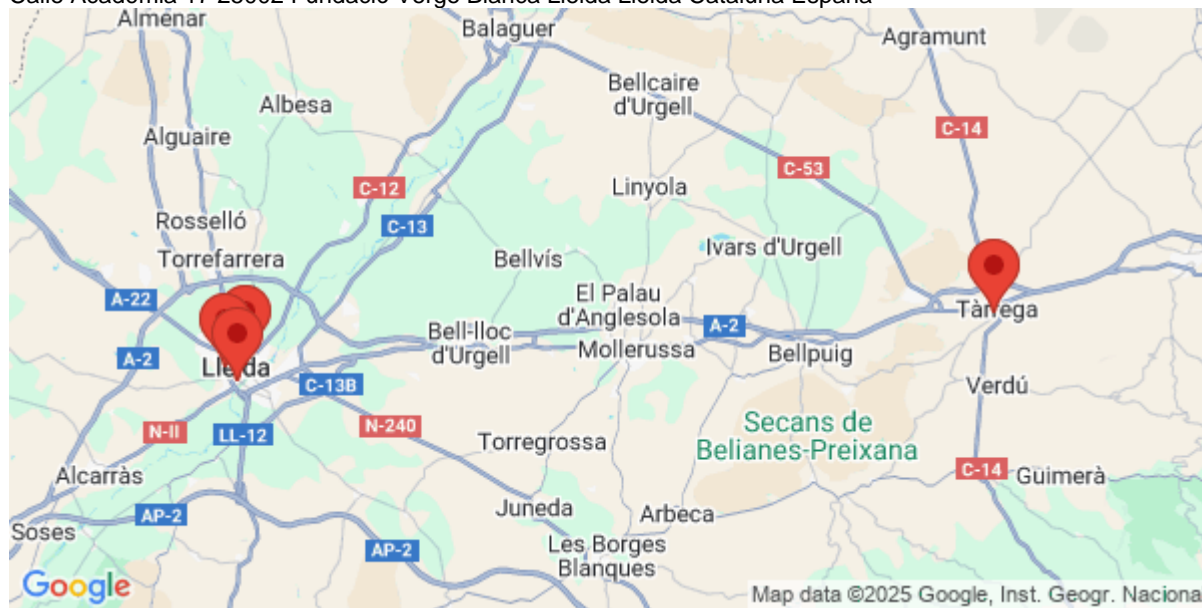 Almenar
Balaguer
Agramunt
Bellcaire
d'Urgell
Albesa
Alguaire
C-14
C-53
C-12
Linyola
Rosselló
C-13
Ivars d'Urgell
Torrefarrera
Bellvís
A-22
El Palau
d'Anglesola
Tàrrega
A-2
Bell-lloc
d'Urgell
A-2
Mollerussa
Bellpuig
Lleida
C-13B
Verdú
N-II
LL-12
N-240
Secans de
Belianes-Preixana
Torregrossa
Alcarràs
C-14
Guimerà
Juneda
Arbeca
AP-2
Soses
AP-2
Les Borges
Blanques
Google
Map data ©2025 Google, Inst. Geogr. Naciona